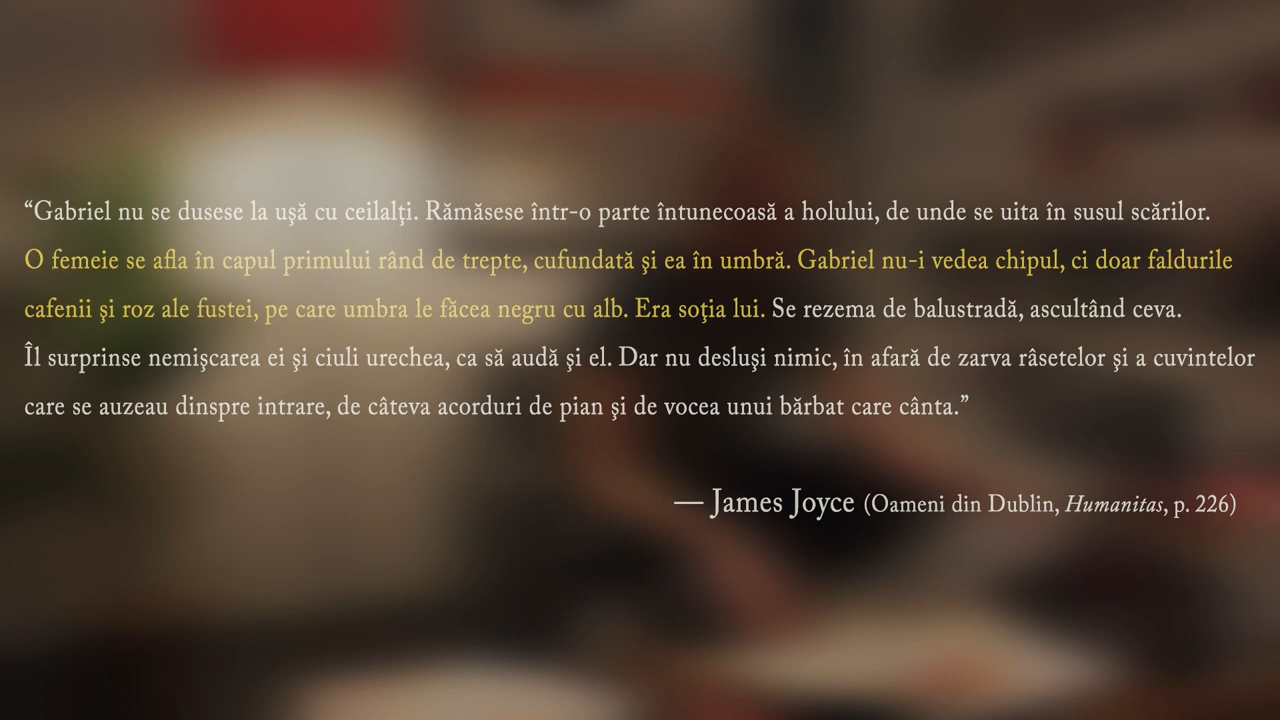 “Gabriel nu se dusese la uşă cu ceilalţi. Rămăsese într-o parte întunecoasă a holului, de unde se uita în susul scărilor.
O femeie se afla în capul primului rând de trepte, cufundată şi ea în umbră. Gabriel nu-i vedea chipul, ci doar faldurile
cafenii şi roz ale fustei, pe care umbra le făcea negru cu alb. Era soţia lui. Se rezema de balustradă, ascultând ceva.
Îl surprinse nemişcarea ei şi ciuli urechea, ca să audă şi el. Dar nu desluşi nimic, în afară de zarva râsetelor şi a cuvintelor
care se auzeau dinspre intrare, de câteva acorduri de pian şi de vocea unui bărbat care cânta.”
— James Joyce (Oameni din Dublin, Humanitas, p. 226)